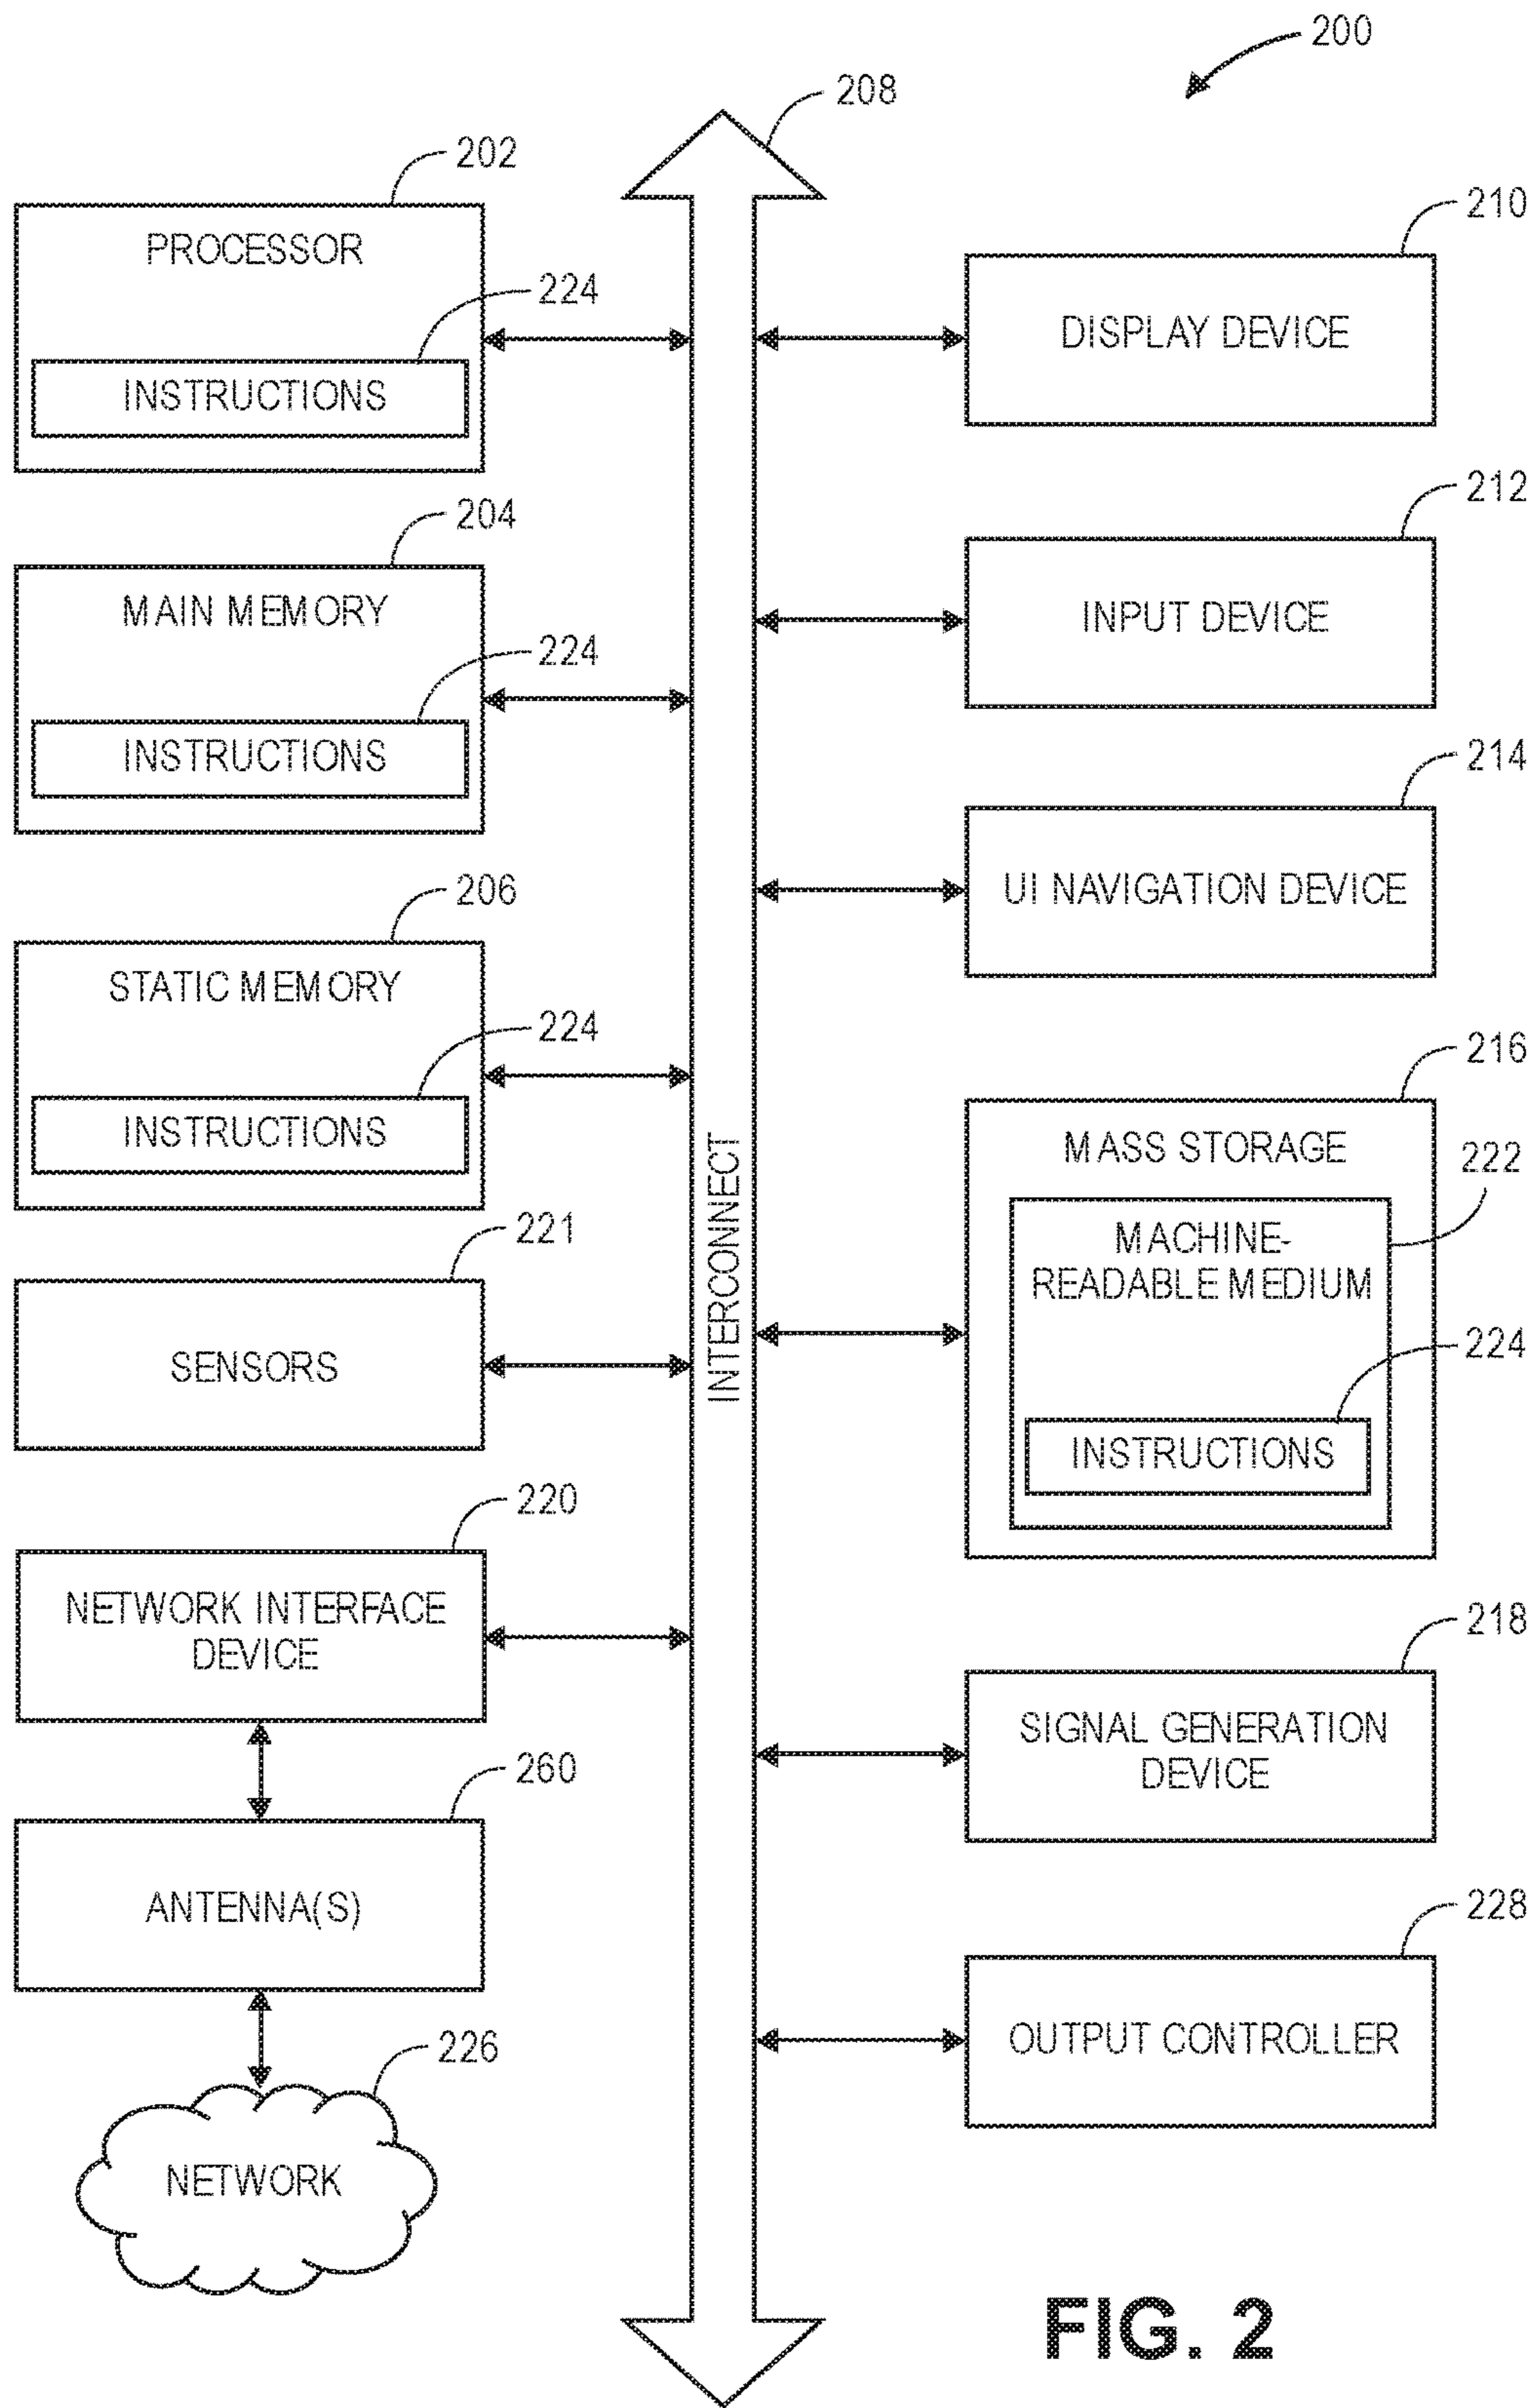 200
208
202
PROCESSOR
224
INSTRUCTIONS
204
MAIN MEMORY
224
INSTRUCTIONS
206
STATIC MEMORY
224
INSTRUCTIONS
221
SENSORS
220
NETWORK INTERFACE
DEVICE
260
ANTENNA(S)
226
NETWORK
INTERCONNECT
210
DISPLAY DEVICE
212
INPUT DEVICE
214
UI NAVIGATION DEVICE
216
MASS STORAGE
222
MACHINE-
READABLE MEDIUM
224
INSTRUCTIONS
218
SIGNAL GENERATION
DEVICE
228
OUTPUT CONTROLLER
FIG. 2